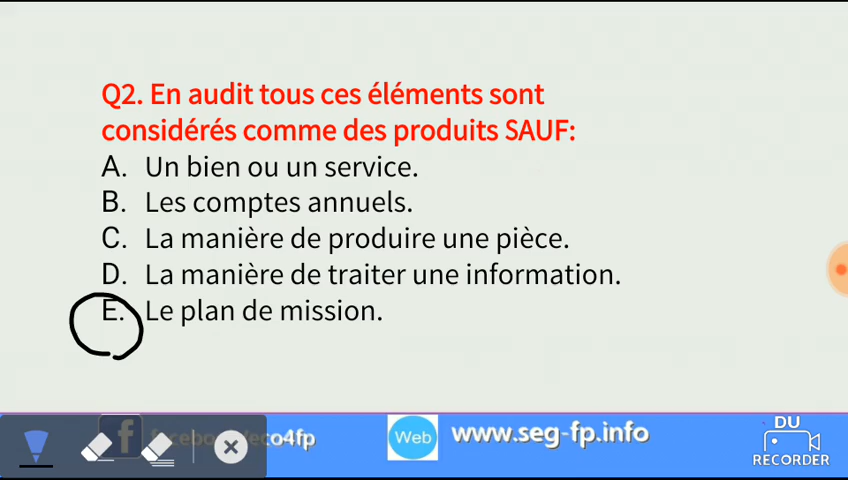 Q2. En audit tous ces éléments sont
considérés comme des produits SAUF:
A. Un bien ou un service.
B. Les comptes annuels.
C. La manière de produire une pièce.
D. La manière de traiter une information.
E. Le plan de mission.
facebook/eco4fp
Web
www.seg-fp.info
DU
RECORDER